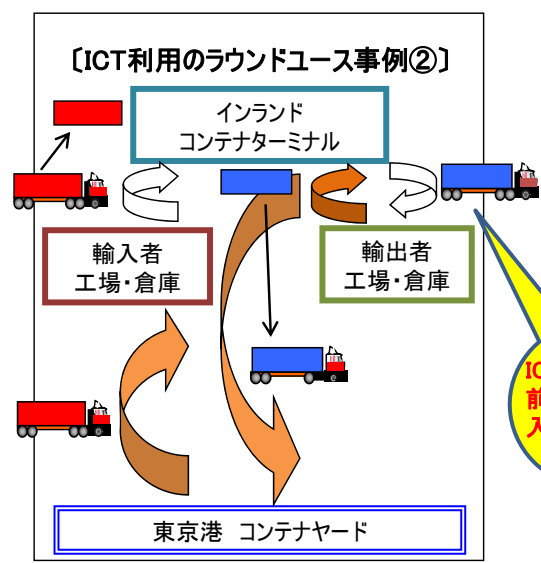 〔ICT利用のラウンドユース事例②〕
インランド
コンテナターミナル
輸入者
工場・倉庫
輸出者
工場・倉庫
IC
前
入
東京港 コンテナヤード